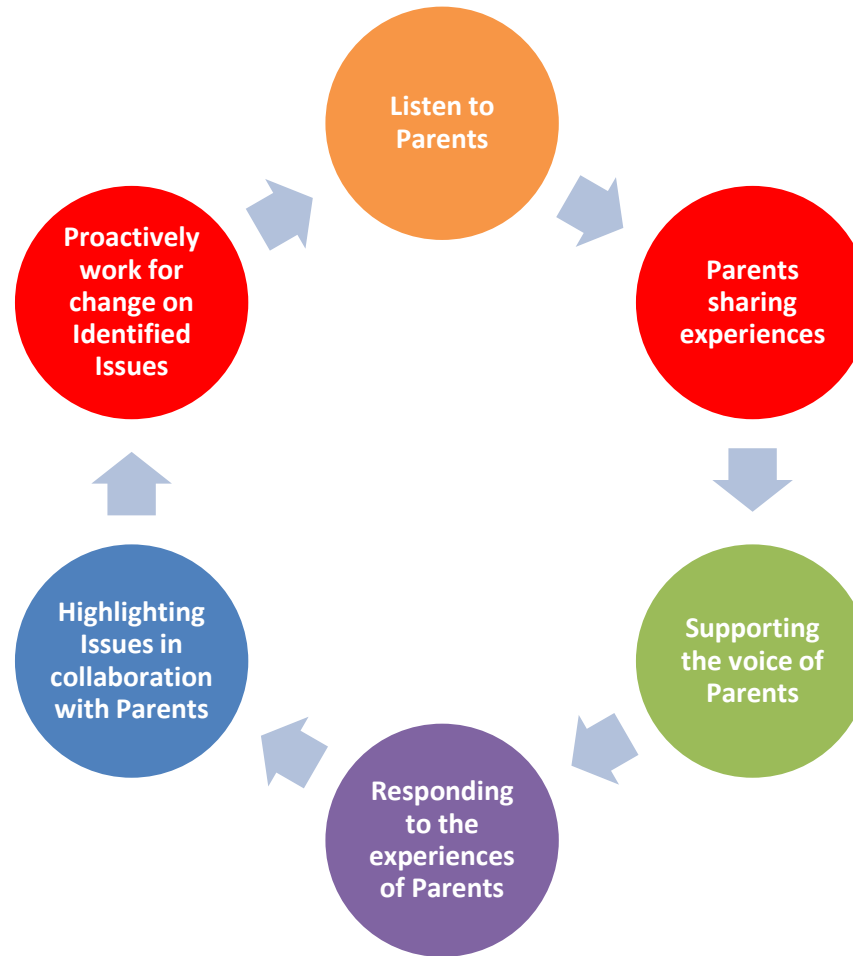 Listen to
Parents
Parents
sharing
experiences
Supporting
the voice of
Parents
Responding
to the
experiences
of Parents
Highlighting
Issues in
collaboration
with Parents
Proactively
work for
change on
Identified
Issues